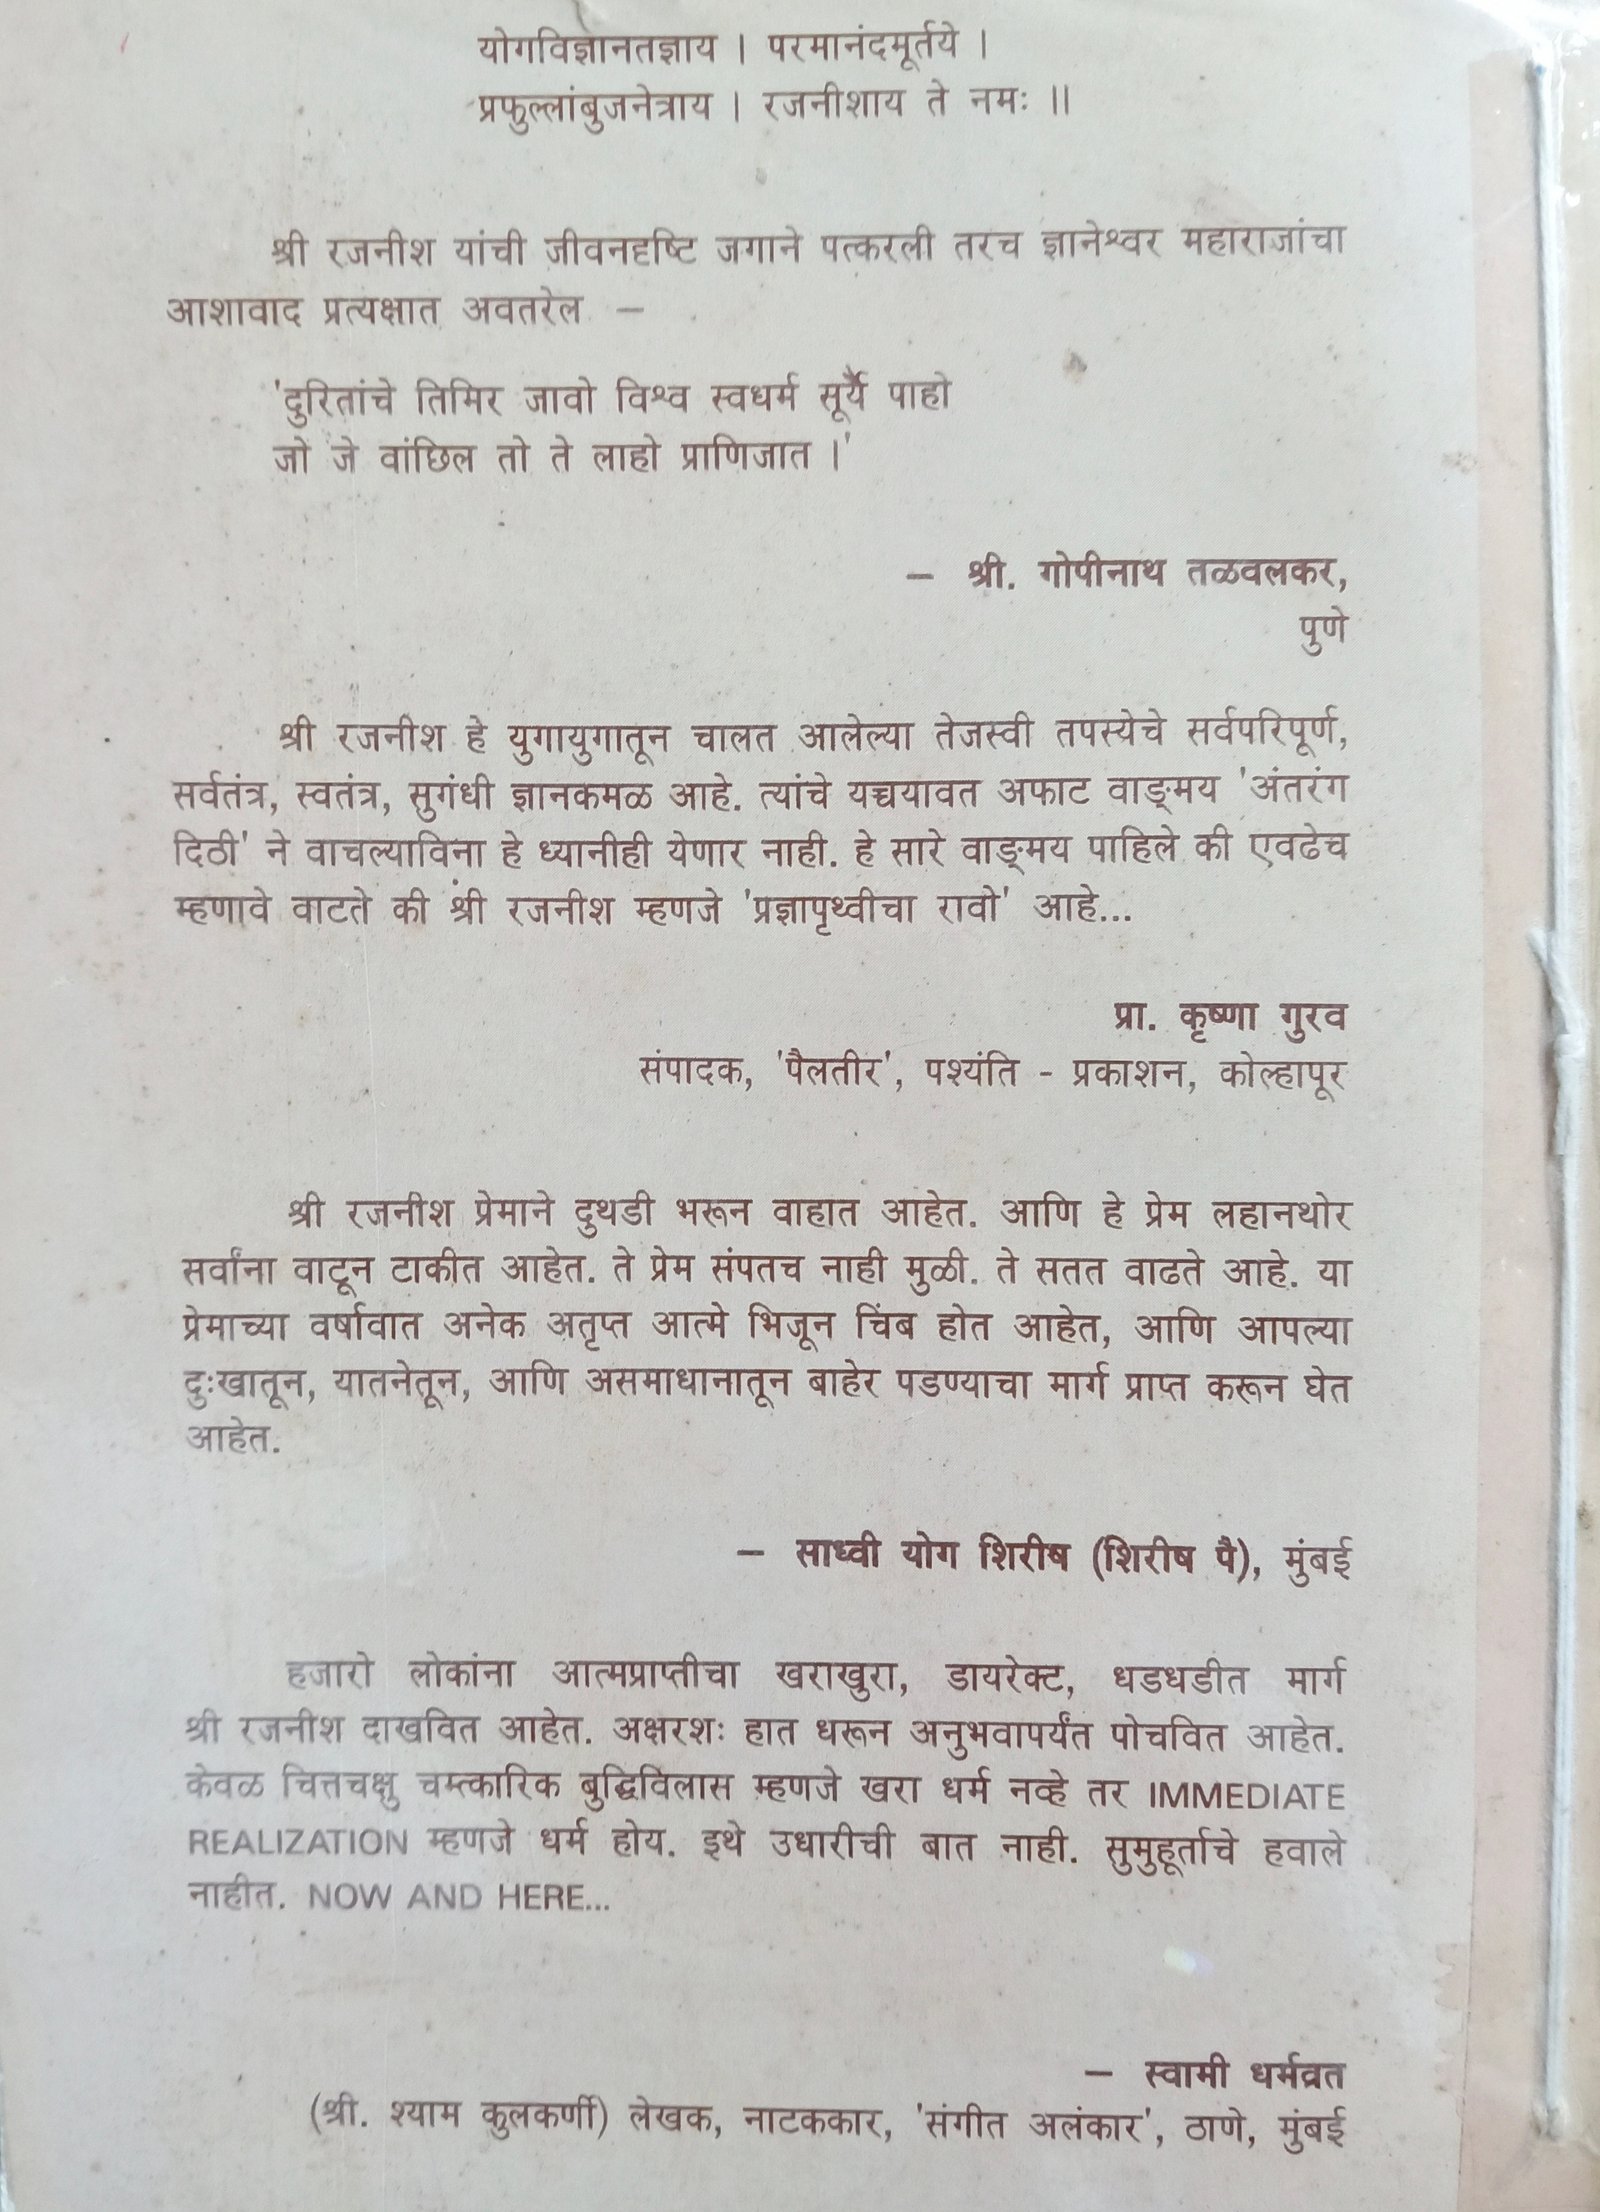 योगविज्ञानतज्ञाय । परमानंदमूर्तये ।
प्रफुल्लांबुजनेत्राय । रजनीशाय ते नमः ॥
श्री रजनीश यांची जीवनदृष्टि जगाने पत्करली तरच ज्ञानेश्वर महाराजांचा
आशावाद प्रत्यक्षात अवतरेल –
'दुरितांचे तिमिर जावो विश्व स्वधर्म सूर्ये पाहो
जो जे वांछिल तो ते लाहो प्राणिजात ।'
– श्री. गोपीनाथ तळवलकर,
पुणे
श्री रजनीश हे युगायुगातून चालत आलेल्या तेजस्वी तपस्येचे सर्वपरिपूर्ण,
सर्वतंत्र, स्वतंत्र, सुगंधी ज्ञानकमळ आहे. त्यांचे यच्चयावत अफाट वाङ्‌मय 'अंतरंग
दिठी' ने वाचल्याविना हे ध्यानीही येणार नाही. हे सारे वाङ्‌मय पाहिले की एवढेच
म्हणावे वाटते की श्री रजनीश म्हणजे 'प्रज्ञापृथ्वीचा रावो' आहे...
प्रा. कृष्णा गुरव
संपादक, 'पैलतीर', पश्यंति - प्रकाशन, कोल्हापूर
श्री रजनीश प्रेमाने दुथडी भरून वाहात आहेत. आणि हे प्रेम लहानथोर
सर्वांना वाटून टाकीत आहेत. ते प्रेम संपतच नाही मुळी. ते सतत वाढते आहे. या
प्रेमाच्या वर्षावात अनेक अतृप्त आत्मे भिजून चिंब होत आहेत, आणि आपल्या
दुःखातून, यातनेतून, आणि असमाधानातून बाहेर पडण्याचा मार्ग प्राप्त करून घेत
आहेत.
– साध्वी योग शिरीष (शिरीष पै), मुंबई
हजारो लोकांना आत्मप्राप्तीचा खराखुरा, डायरेक्ट, धडधडीत मार्ग
श्री रजनीश दाखवित आहेत. अक्षरशः हात धरून अनुभवापर्यंत पोचवित आहेत.
केवळ चित्तचक्षु चमत्कारिक बुद्धिविलास म्हणजे खरा धर्म नव्हे तर IMMEDIATE
REALIZATION म्हणजे धर्म होय. इथे उधारीची बात नाही. सुमुहूर्ताचे हवाले
नाहीत. NOW AND HERE...
– स्वामी धर्मव्रत
(श्री. श्याम कुलकर्णी) लेखक, नाटककार, 'संगीत अलंकार', ठाणे, मुंबई